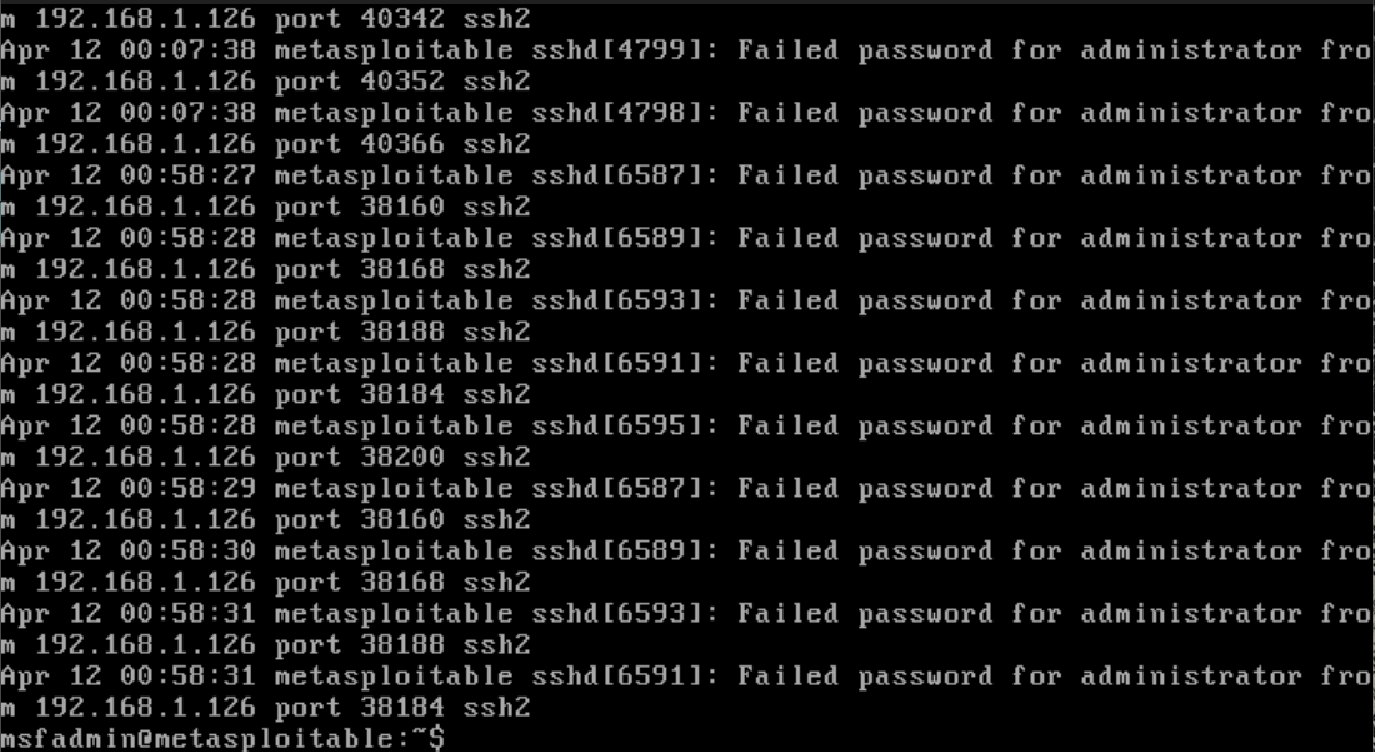 m 192.168.1.126 port 40342 ssh2
Apr 12 00:07:38 metasploitable sshd[4799]: Failed password for administrator fro
m 192.168.1.126 port 40352 ssh2
Apr 12 00:07:38 metasploitable sshd[4798]: Failed password for administrator fro
m 192.168.1.126 port 40366 ssh2
Apr 12 00:58:27 metasploitable sshd[6587]: Failed password for administrator fro
m 192.168.1.126 port 38160 ssh2
Apr 12 00:58:28 metasploitable sshd[6589]: Failed password for administrator fro
m 192.168.1.126 port 38168 ssh2
Apr 12 00:58:28 metasploitable sshd[6593]: Failed password for administrator fro
m 192.168.1.126 port 38188 ssh2
Apr 12 00:58:28 metasploitable sshd[6591]: Failed password for administrator fro
m 192.168.1.126 port 38184 ssh2
Apr 12 00:58:28 metasploitable sshd[6595]: Failed password for administrator fro
m 192.168.1.126 port 38200 ssh2
Apr 12 00:58:29 metasploitable sshd[6587]: Failed password for administrator fro
m 192.168.1.126 port 38160 ssh2
Apr 12 00:58:30 metasploitable sshd[6589]: Failed password for administrator fro
m 192.168.1.126 port 38168 ssh2
Apr 12 00:58:31 metasploitable sshd[6593]: Failed password for administrator fro
m 192.168.1.126 port 38188 ssh2
Apr 12 00:58:31 metasploitable sshd[6591]: Failed password for administrator fro
m 192.168.1.126 port 38184 ssh2
msfadmin@metasploitable:~$